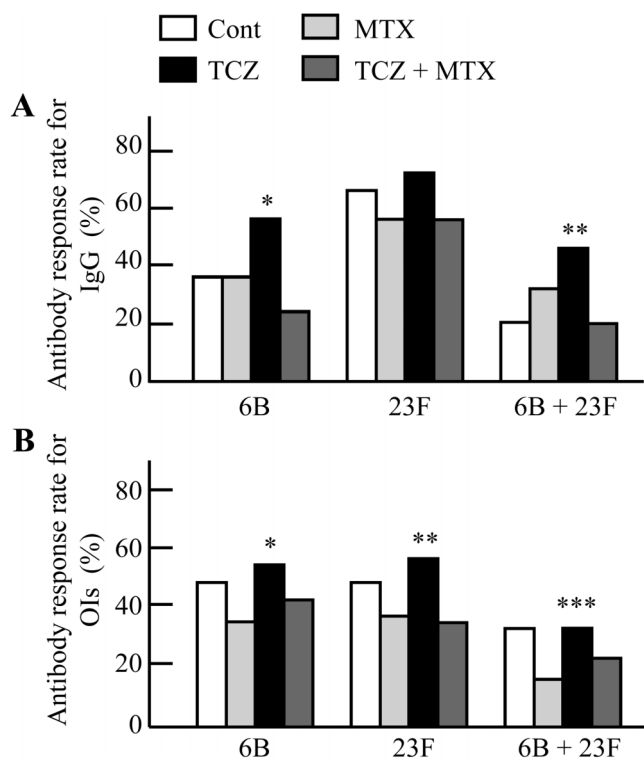 Cont MTX
TCZ TCZ + MTX
A
Antibody response rate for
IgG (%)
80
60
40
20
0
*
**
6B 23F 6B + 23F
B
Antibody response rate for
OIs (%)
80
60
40
20
0
*
**
***
6B 23F 6B + 23F